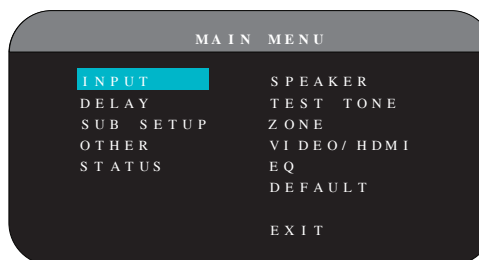 MAIN MENU
INPUT
DELAY
SUB SETUP
OTHER
STATUS
SPEAKER
TEST TONE
ZONE
VIDEO/HDMI
EQ
DEFAULT
EXIT